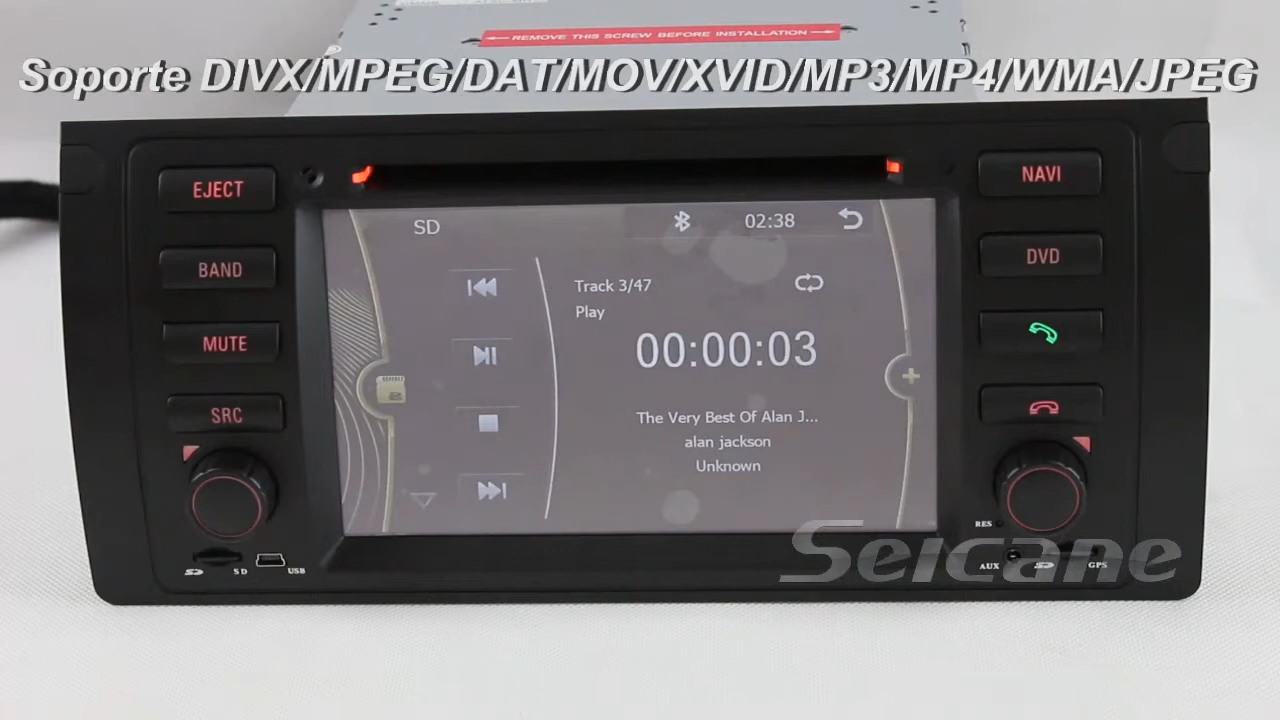 REMOVE THIS SCREW BEFORE INSTALLATION
Soporte DIVX/MPEG/DAT/MOV/XVID/MP3/MP4/WMA/JPEG
EJECT
NAVI
SD 02:38
BAND
DVD
Track 3/47
Play
MUTE
00:00:03
SRC
The Very Best Of Alan J...
alan jackson
Unknown
RES
Seicane
SD USB
AUX GPS